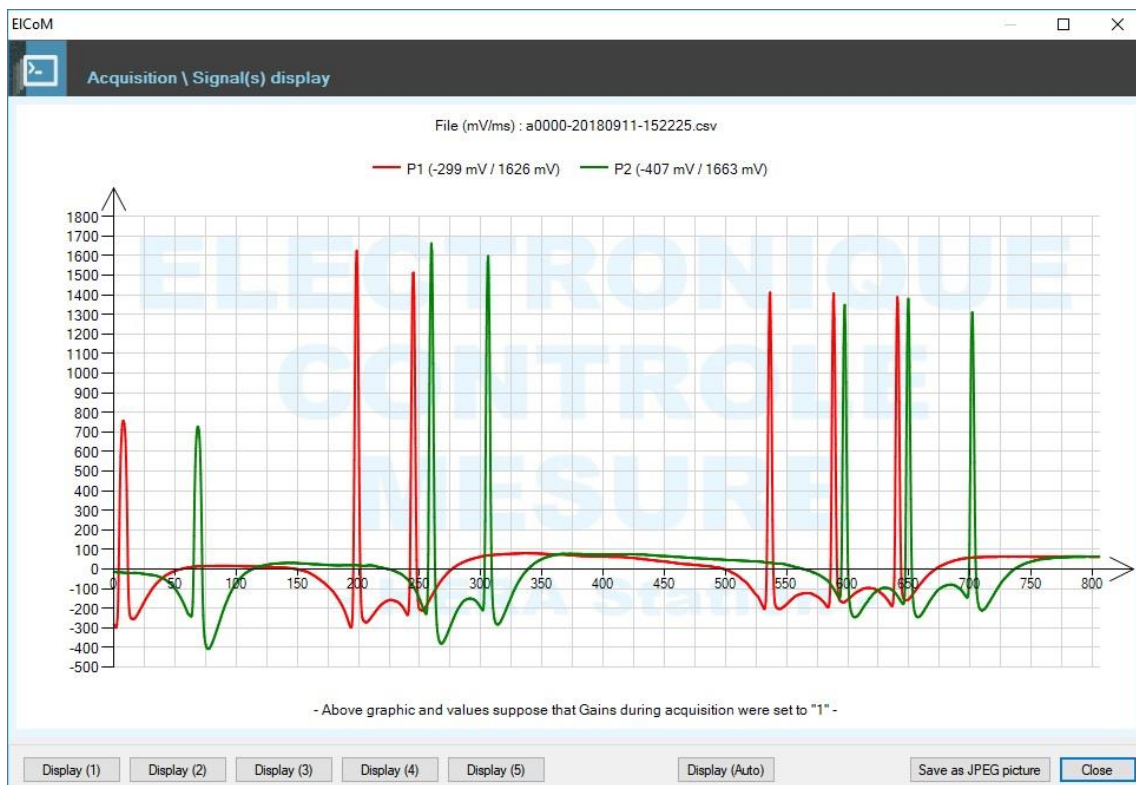 EICoM
Acquisition \ Signal(s) display
File (mV/ms) : a0000-20180911-152225.csv
P1 (-299 mV / 1626 mV) P2 (-407 mV / 1663 mV)
1800
1700
1600
1500
1400
1300
1200
1100
1000
900
800
700
600
500
400
300
200
100
0
-100
-200
-300
-400
-500
0 50 100 150 200 250 300 350 400 450 500 550 600 650 700 750 800
ELECTRONIQUE
CONTROLE
MESURE
- Above graphic and values suppose that Gains during acquisition were set to "1" -
Display (1) Display (2) Display (3) Display (4) Display (5) Display (Auto) Save as JPEG picture Close